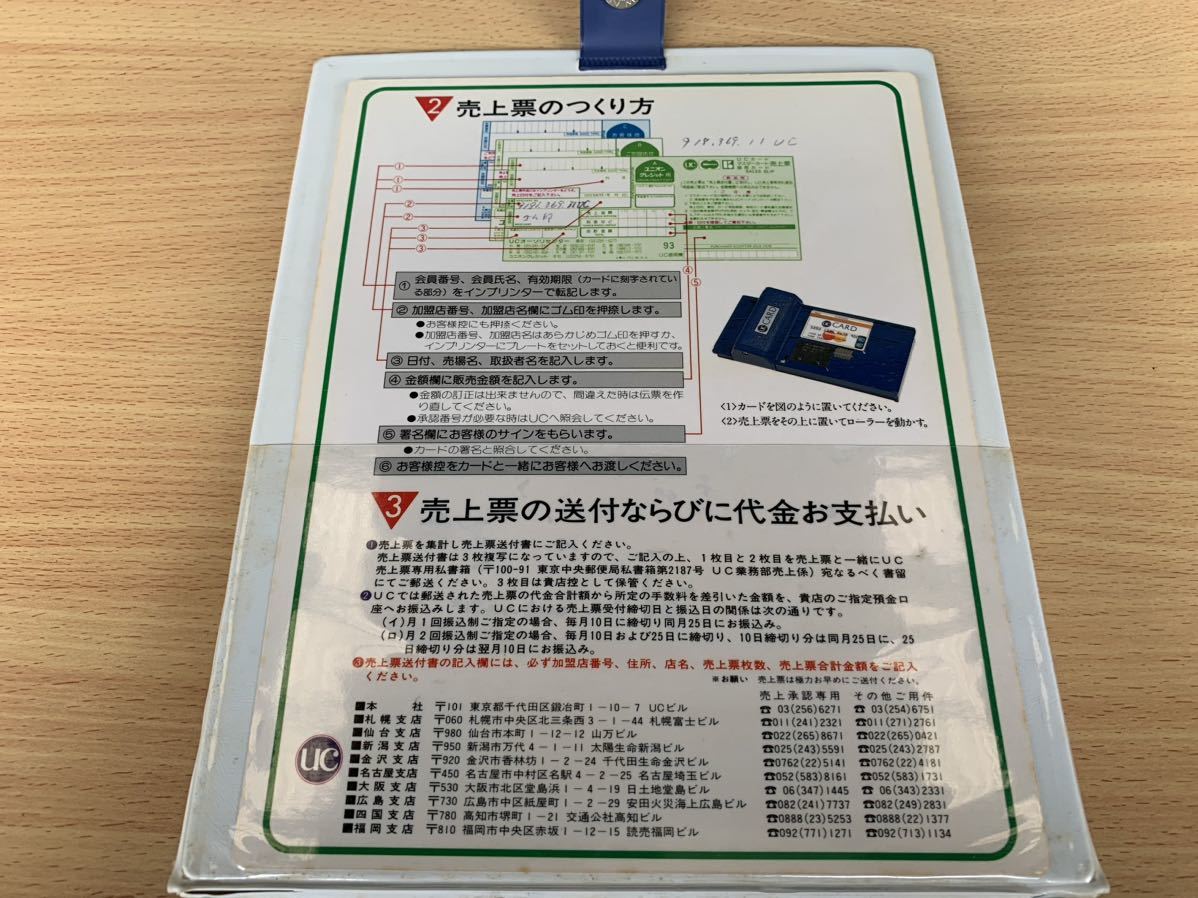 2 売上票のつくり方
918.369.11 UC
ユニオンクレジット用
UCカード
売上票
SALES SLIP
UCオーソリセンター
93
① 会員番号、会員氏名、有効期限(カードに刻字されてい
る部分)をインプリンターで転記します。
② 加盟店番号、加盟店名欄にゴム印を押捺します。
●お客様控にも押捺ください。
●加盟店番号、加盟店名はあらかじめゴム印を押すか、
インプリンターにプレートをセットしておくと便利です。
③ 日付、売場名、取扱者名を記入します。
④ 金額欄に販売金額を記入します。
●金額の訂正は出来ませんので、間違えた時は伝票を作
り直してください。
●承認番号が必要な時はUCへ照会してください。
⑤ 署名欄にお客様のサインをもらいます。
●カードの署名と照合してください。
⑥ お客様控をカードと一緒にお客様へお渡しください。
CARD
〈1〉カードを図のように置いてください。
〈2〉売上票をその上に置いてローラーを動かす。
3 売上票の送付ならびに代金お支払い
❶売上票を集計し売上票送付書にご記入ください。
売上票送付書は3枚複写になっていますので、ご記入の上、1枚目と2枚目を売上票と一緒にUC
売上票専用私書箱(〒100-91 東京中央郵便局私書箱第2187号 UC業務部売上係)宛なるべく書留
にてご郵送ください。3枚目は貴店控として保管ください。
❷UCでは郵送された売上票の代金合計額から所定の手数料を差引いた金額を、貴店のご指定預金口
座へお振込みします。UCにおける売上票受付締切日と振込日の関係は次の通りです。
(イ)月1回振込制ご指定の場合、毎月10日に締切り同月25日にお振込み。
(ロ)月2回振込制ご指定の場合、毎月10日および25日に締切り、10日締切り分は同月25日に、25
日締切り分は翌月10日にお振込み。
❸売上票送付書の記入欄には、必ず加盟店番号、住所、店名、売上票枚数、売上票合計金額をご記入
ください。
※お願い 売上票は極力お早めにご送付ください。
売上承認専用 その他ご用件
■本社 〒101 東京都千代田区鍛冶町1-10-7 UCビル ☎03(256)6271 ☎03(254)6751
■札幌支店 〒060 札幌市中央区北三条西3-1-44 札幌富士ビル ☎011(241)2321 ☎011(271)2761
■仙台支店 〒980 仙台市本町1-12-12 山万ビル ☎022(265)8671 ☎022(265)0421
■新潟支店 〒950 新潟市万代4-1-11 太陽生命新潟ビル ☎025(243)5591 ☎025(243)2787
■金沢支店 〒920 金沢市香林坊1-2-24 千代田生命金沢ビル ☎0762(22)5141 ☎0762(22)4181
■名古屋支店 〒450 名古屋市中村区名駅4-2-25 名古屋埼玉ビル ☎052(583)8161 ☎052(583)1731
■大阪支店 〒530 大阪市北区堂島浜1-4-19 日土地堂島ビル ☎06(347)1445 ☎06(343)2331
■広島支店 〒730 広島市中区紙屋町1-2-29 安田火災海上広島ビル ☎082(241)7737 ☎082(249)2831
■四国支店 〒780 高知市堺町1-21 交通公社高知ビル ☎0888(23)5253 ☎0888(22)1377
■福岡支店 〒810 福岡市中央区赤坂1-12-15 読売福岡ビル ☎092(771)1271 ☎092(713)1134
UC